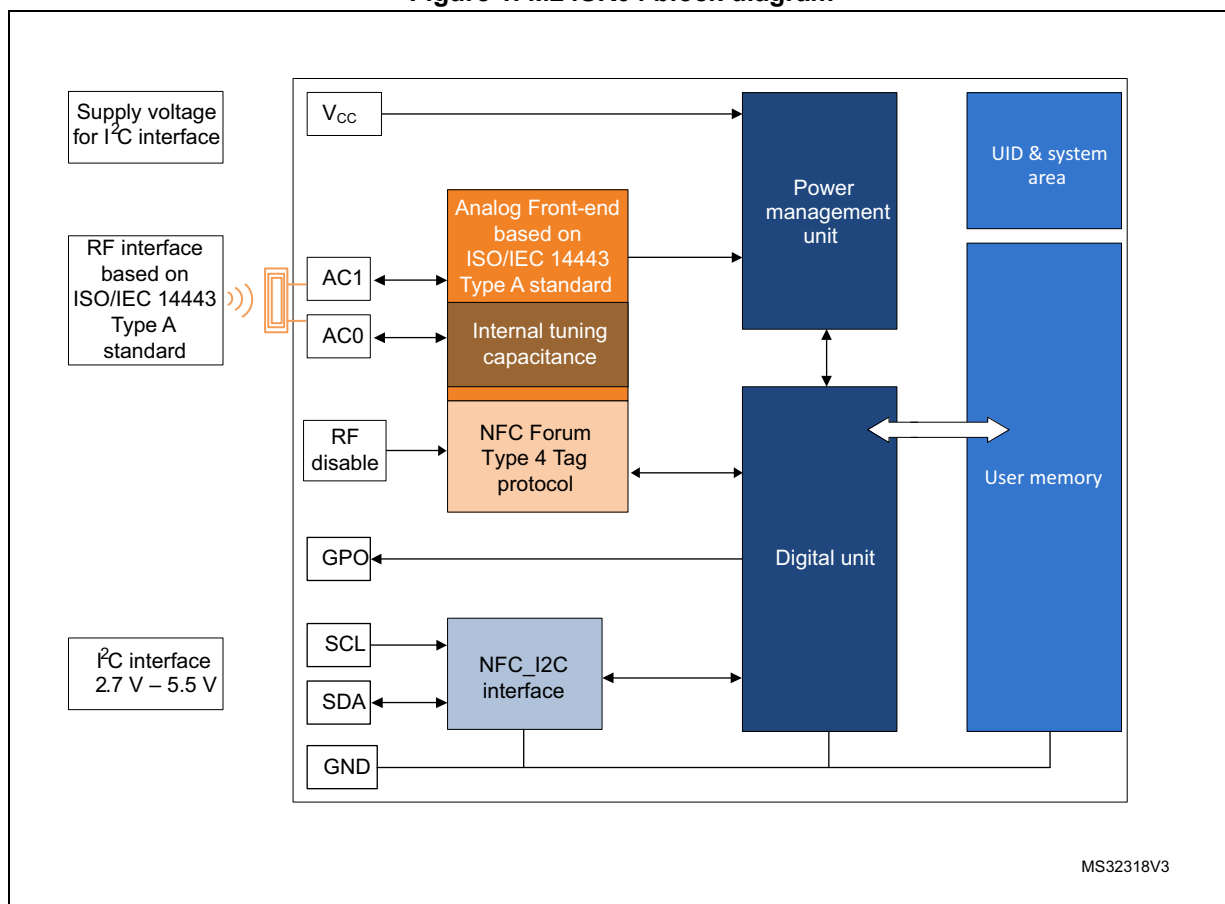 Supply voltage
for I²C interface
RF interface
based on
ISO/IEC 14443
Type A
standard
I²C interface
2.7 V – 5.5 V
VCC
AC1
AC0
RF
disable
GPO
SCL
SDA
GND
Analog Front-end
based on
ISO/IEC 14443
Type A standard
Internal tuning
capacitance
NFC Forum
Type 4 Tag
protocol
NFC_I2C
interface
Power
management
unit
Digital unit
UID & system
area
User memory
MS32318V3